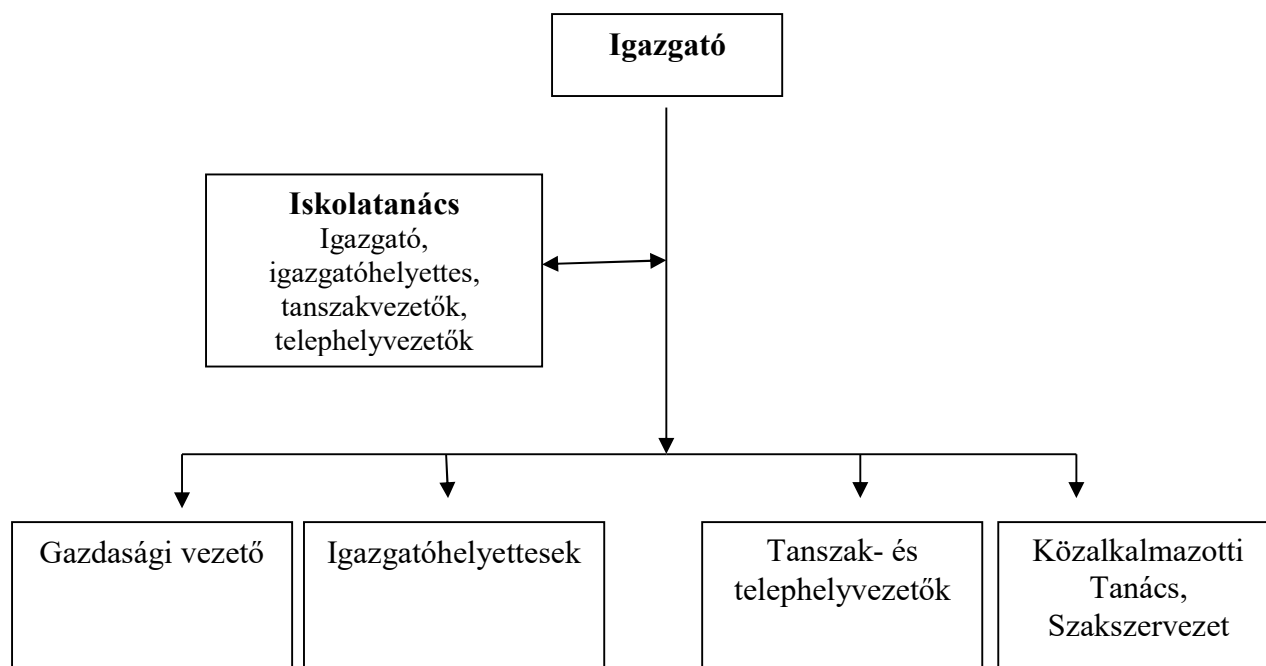 Igazgató
Iskolatanács
Igazgató,
igazgatóhelyettes,
tanszakvezetők,
telephelyvezetők
Gazdasági vezető
Igazgatóhelyettesek
Tanszak- és
telephelyvezetők
Közalkalmazotti
Tanács,
Szakszervezet